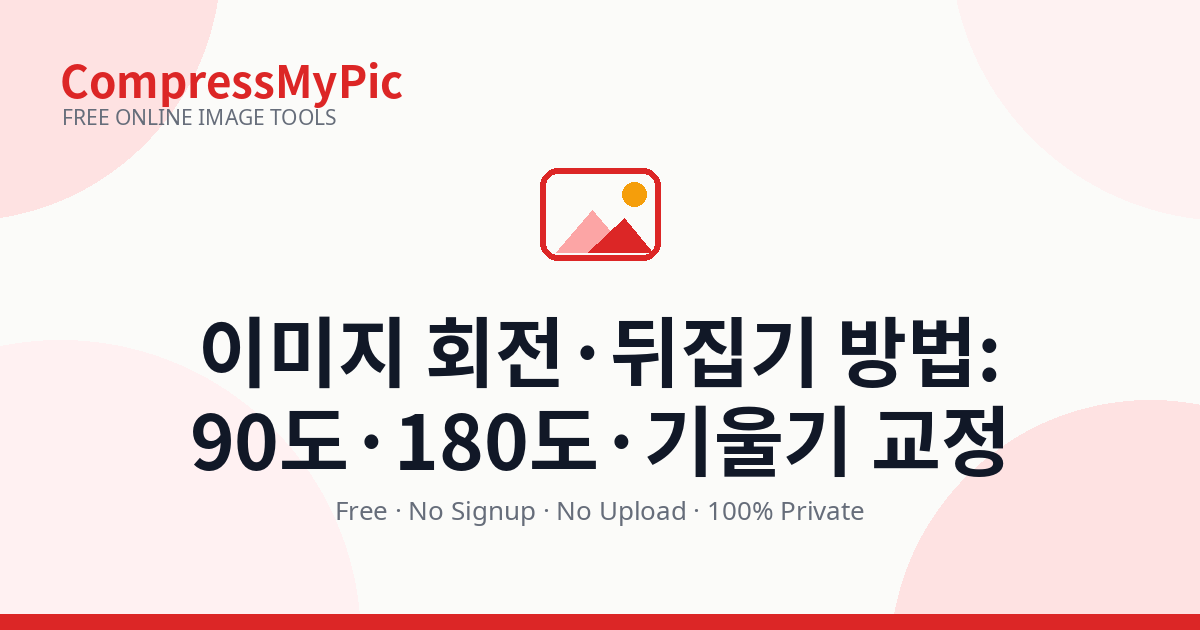 CompressMyPic
FREE ONLINE IMAGE TOOLS
이미지 회전·뒤집기 방법:
90도·180도·기울기 교정
Free · No Signup · No Upload · 100% Private